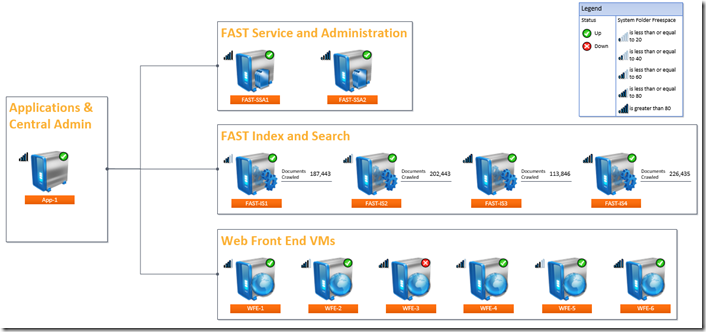 FAST Service and Administration
FAST-SSA1
FAST-SSA2
Legend
Status
System Folder Freespace
Up
Down
is less than or equal
to 20
is less than or equal
to 40
is less than or equal
to 60
is less than or equal
to 80
is greater than 80
Applications &
Central Admin
App-1
FAST Index and Search
Documents
Crawled
187,443
FAST-IS1
Documents
Crawled
202,443
FAST-IS2
Documents
Crawled
113,846
FAST-IS3
Documents
Crawled
226,435
FAST-IS4
Web Front End VMs
WFE-1
WFE-2
WFE-3
WFE-4
WFE-5
WFE-6